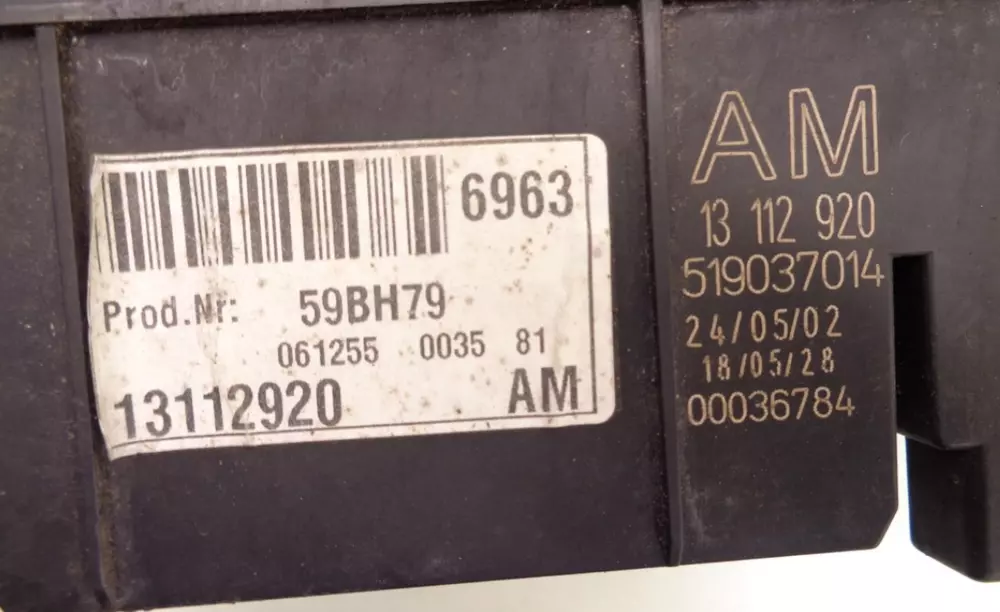 6963
Prod.Nr: 59BH79
061255 0035 81
13112920 AM
AM
13 112 920
519037014
24/05/02
18/05/28
00036784